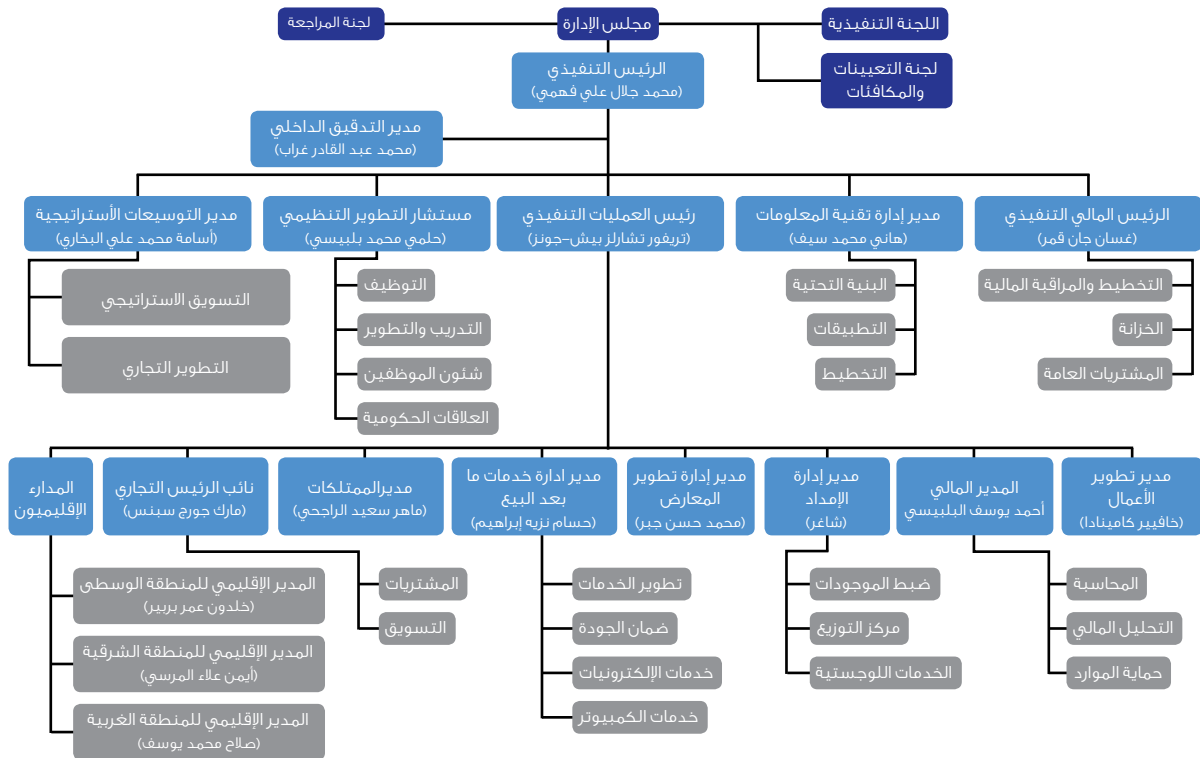 اللجنة التنفيذية
مجلس الإدارة
لجنة المراجعة
لجنة التعيينات
والمكافئات
الرئيس التنفيذي
(محمد جلال علي فهمي)
مدير التدقيق الداخلي
(محمد عبد القادر غراب)
الرئيس المالي التنفيذي
(غسان جان قمر)
مدير إدارة تقنية المعلومات
(هاني محمد سيف)
رئيس العمليات التنفيذي
(تريفور تشارلز بيش-جونز)
مستشار التطوير التنظيمي
(حلمي محمد بلبيسي)
مدير التوسيعات الأستراتيجية
(أسامة محمد علي البخاري)
التخطيط والمراقبة المالية
الخزانة
المشتريات العامة
البنية التحتية
التطبيقات
التخطيط
التوظيف
التدريب والتطوير
شئون الموظفين
العلاقات الحكومية
التسويق الاستراتيجي
التطوير التجاري
مدير تطوير
الأعمال
(خافيير كامينادا)
المدير المالي
أحمد يوسف البلبيسي
مدير إدارة
الإمداد
(شاغر)
مدير إدارة تطوير
المعارض
(محمد حسن جبر)
مدير ادارة خدمات ما
بعد البيع
(حسام نزيه إبراهيم)
مديرالممتلكات
(ماهر سعيد الراجحي)
نائب الرئيس التجاري
(مارك جورج سبنس)
المدارء
الإقليميون
المحاسبة
التحليل المالي
حماية الموارد
ضبط الموجودات
مركز التوزيع
الخدمات اللوجستية
تطوير الخدمات
ضمان الجودة
خدمات الإلكترونيات
خدمات الكمبيوتر
المشتريات
التسويق
المدير الإقليمي للمنطقة الوسطى
(خلدون عمر بربير)
المدير الإقليمي للمنطقة الشرقية
(أيمن علاء المرسي)
المدير الإقليمي للمنطقة الغربية
(صلاح محمد يوسف)